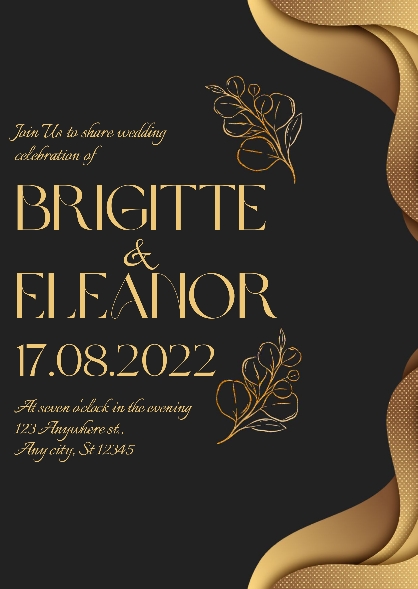 Join Us to share wedding
celebration of
BRIGITTE
&
ELEANOR
17.08.2022
At seven o'clock in the evening
123 Anywhere st.,
Any city, St 12345